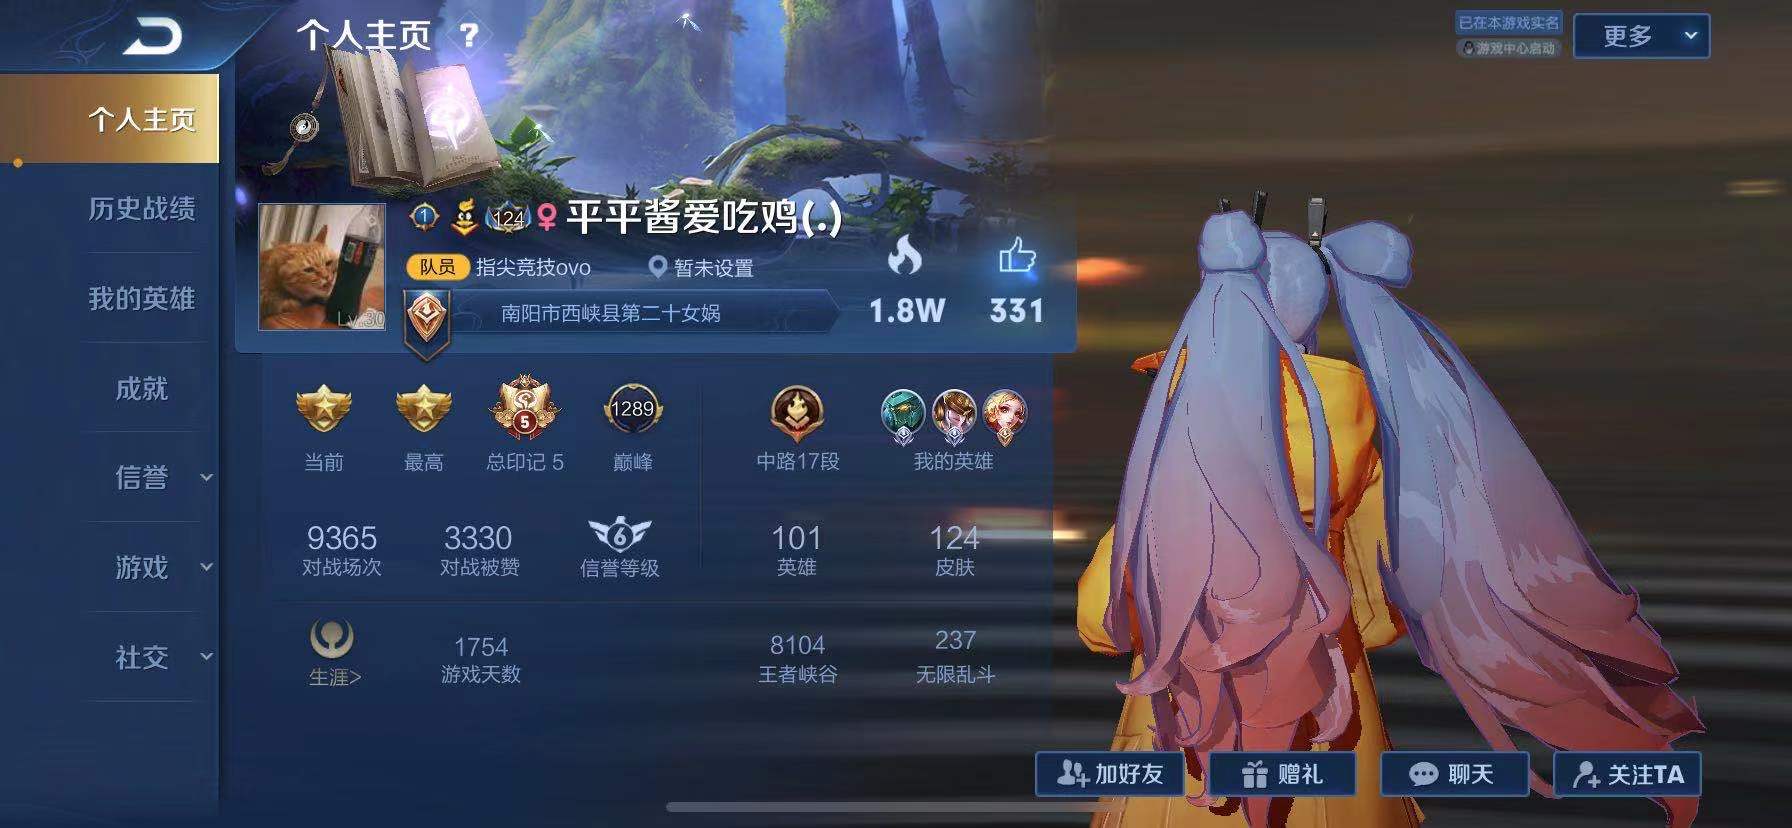 个人主页 ?
已在本游戏实名
游戏中心启动
更多
个人主页
历史战绩
我的英雄
成就
信誉
游戏
社交
Lv.30
1
124
平平酱爱吃鸡(.)
队员 指尖竞技ovo
暂未设置
南阳市西峡县第二十女娲
1.8W
331
5
1289
当前
最高
总印记 5
巅峰
中路17段
我的英雄
9365
3330
6
101
124
对战场次
对战被赞
信誉等级
英雄
皮肤
1754
8104
237
生涯>
游戏天数
王者峡谷
无限乱斗
加好友
赠礼
聊天
关注TA